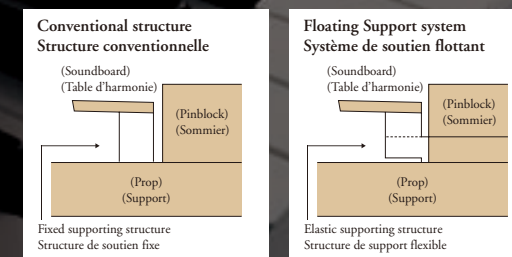 Conventional structure
Structure conventionnelle
(Soundboard)
(Table d'harmonie)
(Pinblock)
(Sommier)
(Prop)
(Support)
Fixed supporting structure
Structure de soutien fixe
Floating Support system
Système de soutien flottant
(Soundboard)
(Table d'harmonie)
(Pinblock)
(Sommier)
(Prop)
(Support)
Elastic supporting structure
Structure de support flexible